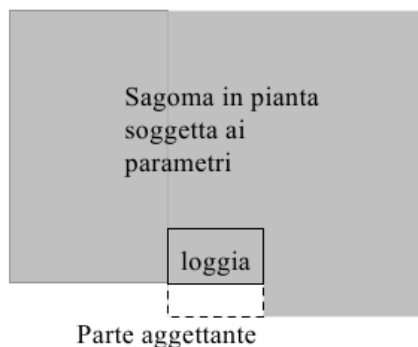 Sagoma in pianta
soggetta ai
parametri
loggia
Parte aggettante